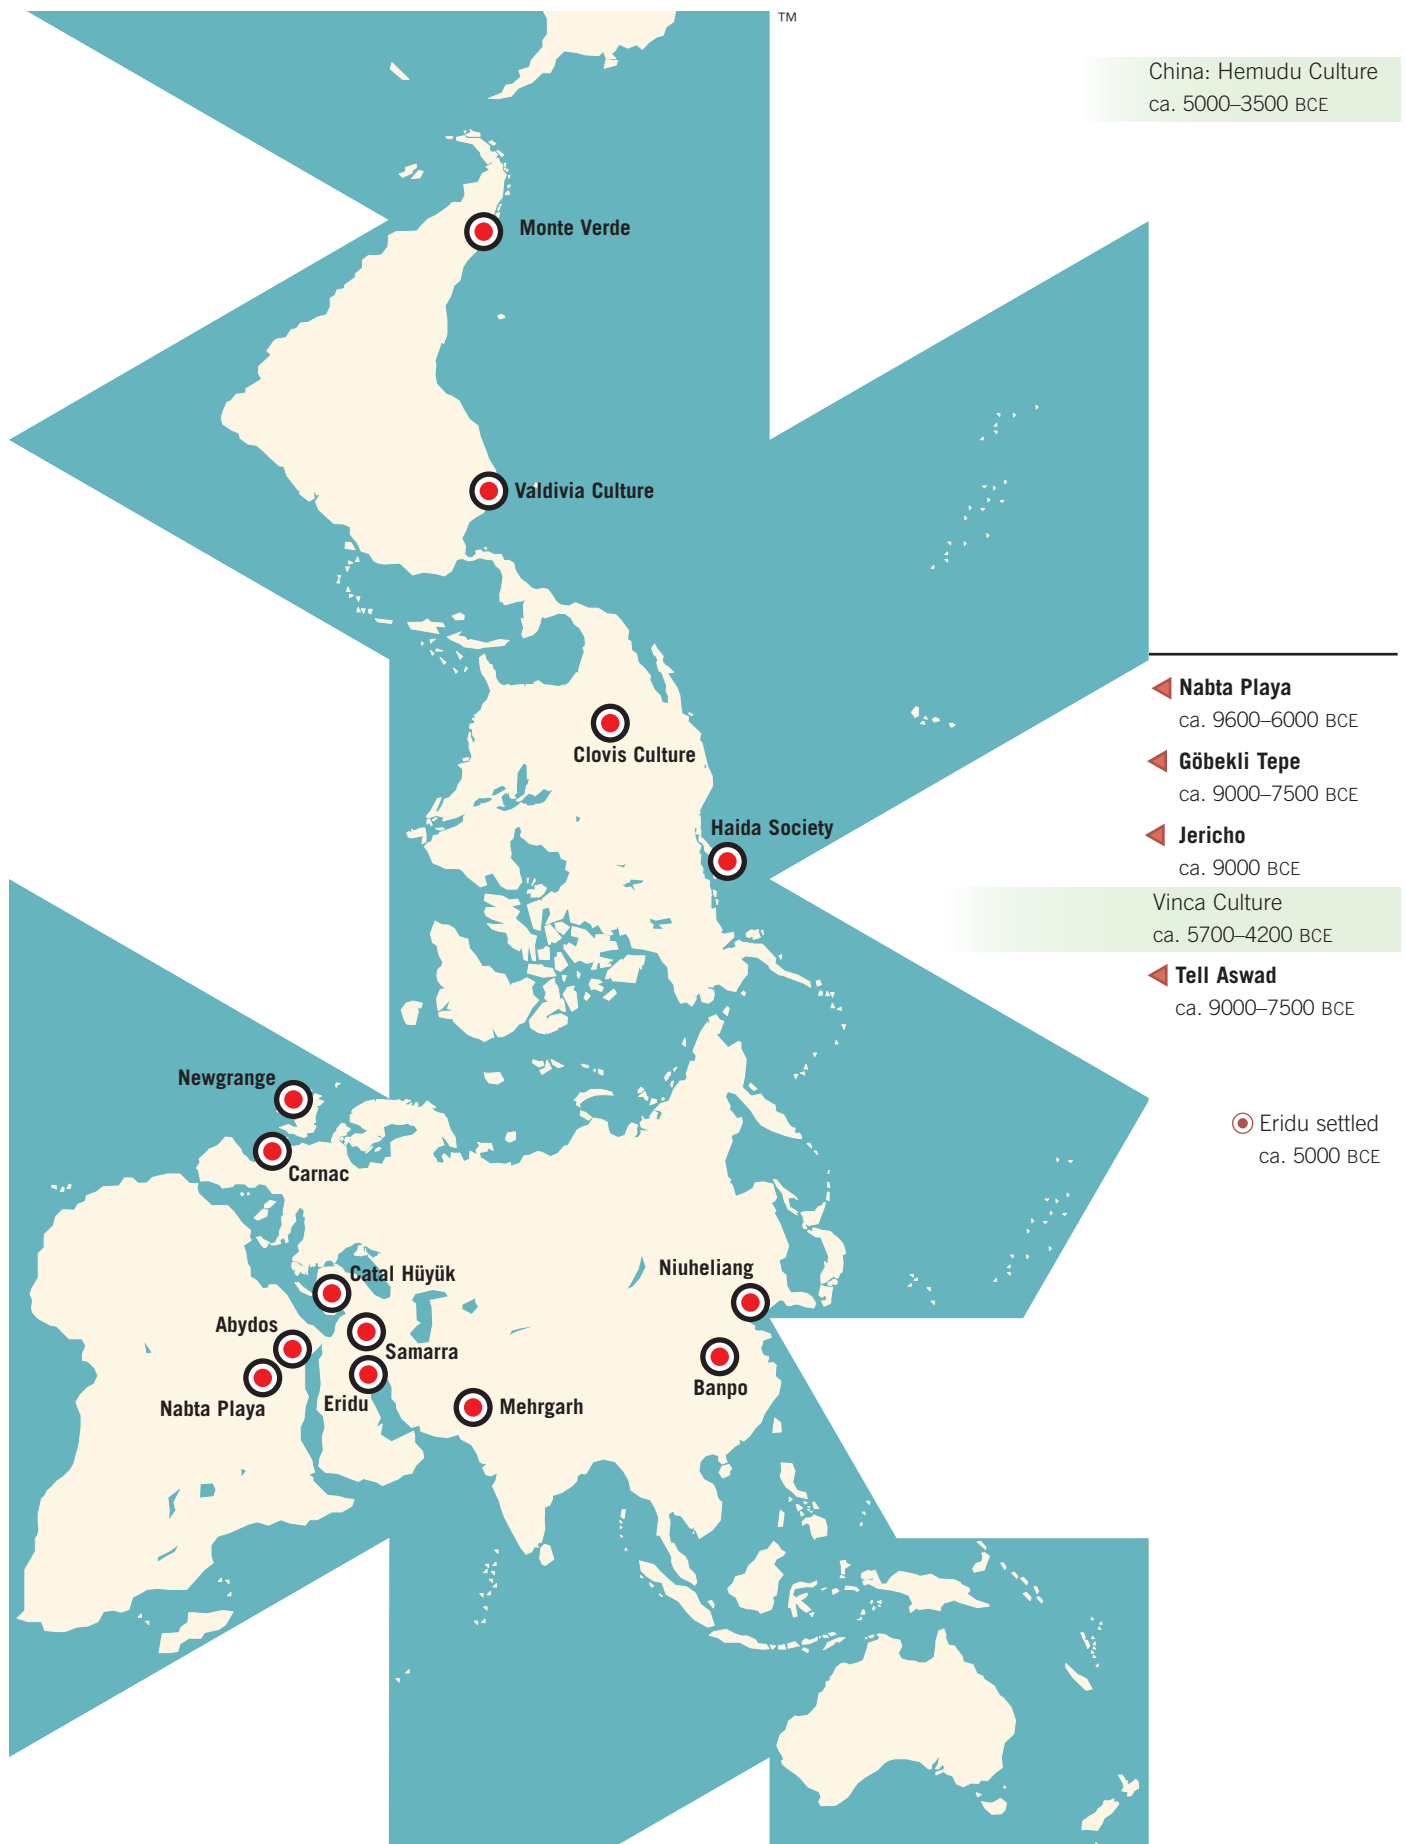 ™
China: Hemudu Culture
ca. 5000–3500 BCE
Monte Verde
Valdivia Culture
Clovis Culture
Haida Society
Nabta Playa
ca. 9600–6000 BCE
Göbekli Tepe
ca. 9000–7500 BCE
Jericho
ca. 9000 BCE
Vinca Culture
ca. 5700–4200 BCE
Tell Aswad
ca. 9000–7500 BCE
Eridu settled
ca. 5000 BCE
Newgrange
Carnac
Catal Hüyük
Niuheliang
Abydos
Samarra
Banpo
Eridu
Nabta Playa
Mehrgarh